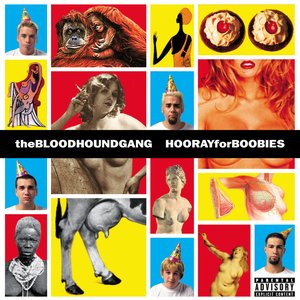 theBLOODHOUNDGANG HOORAYforBOOBIES
PARENTAL
ADVISORY
EXPLICIT CONTENT